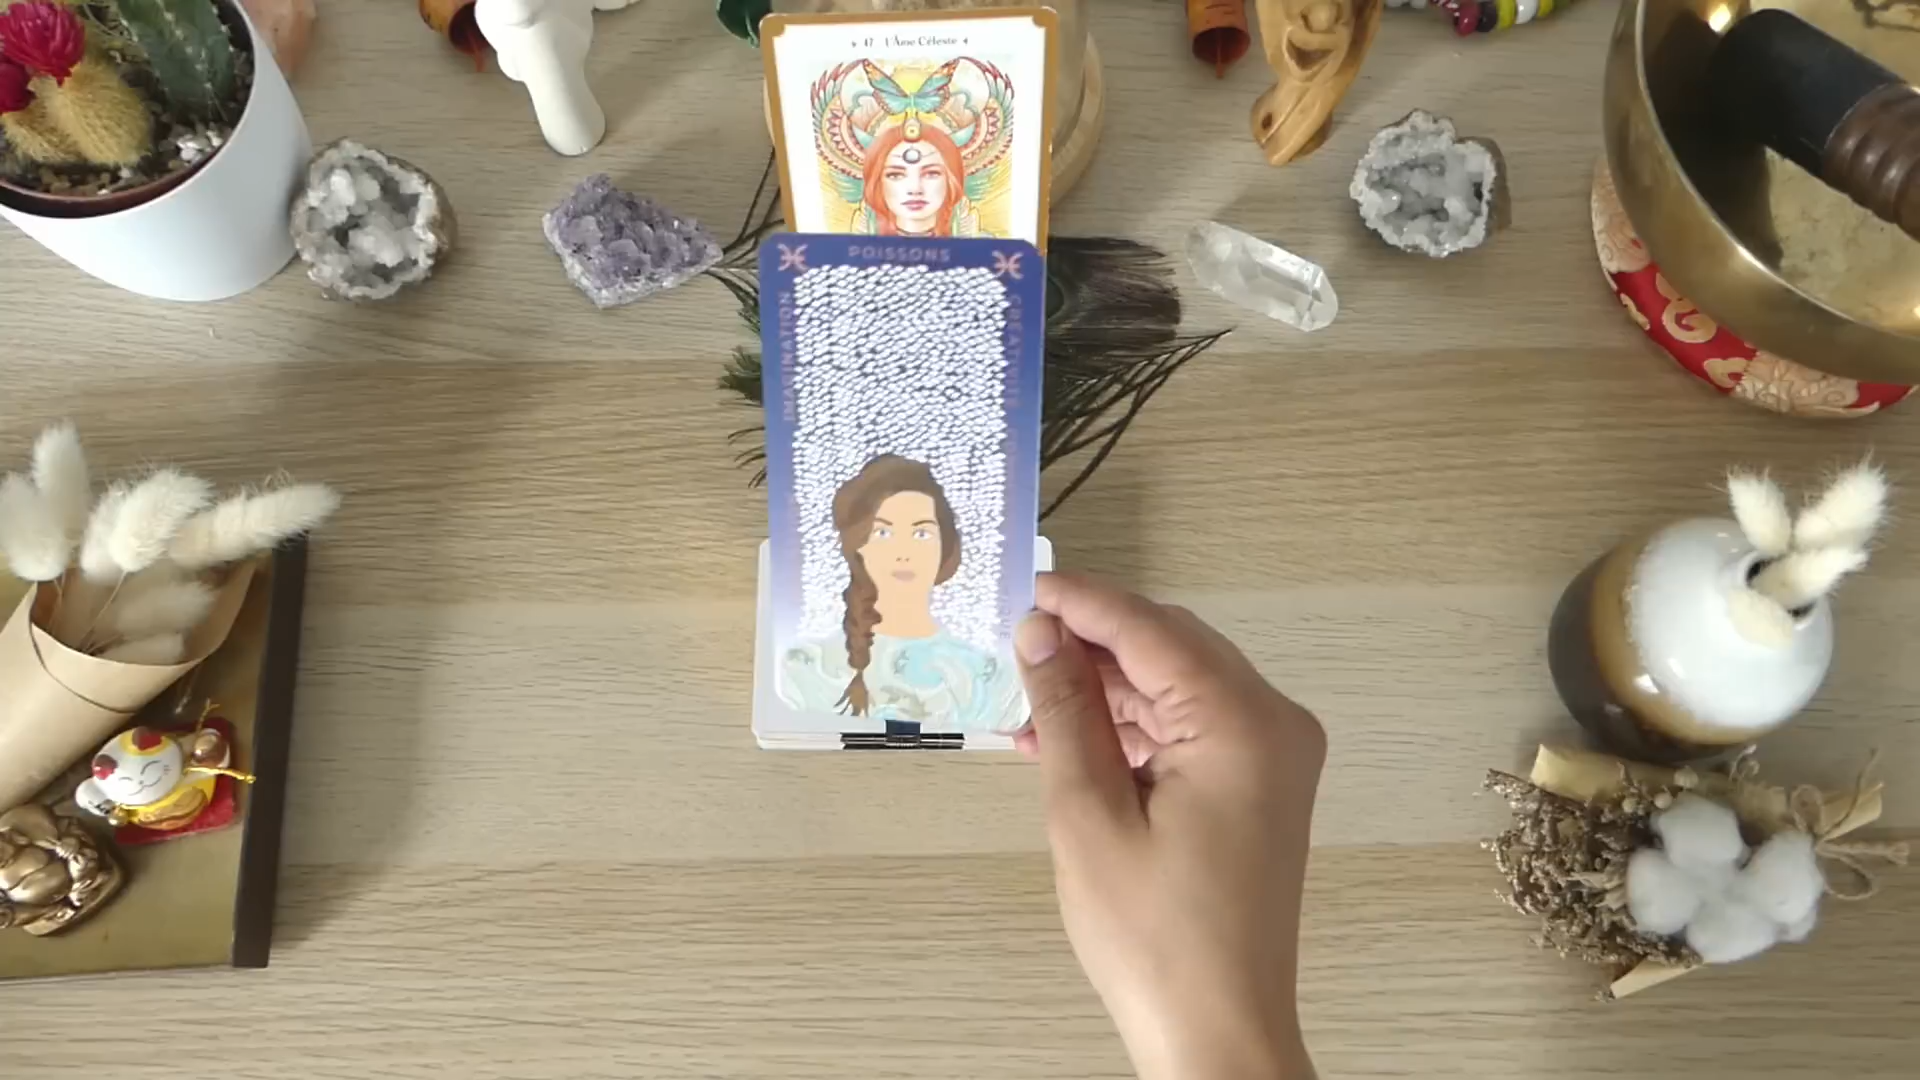 47 L'Âme Céleste
♓ POISSONS ♓
IMAGINATION
CRÉATIVITÉ